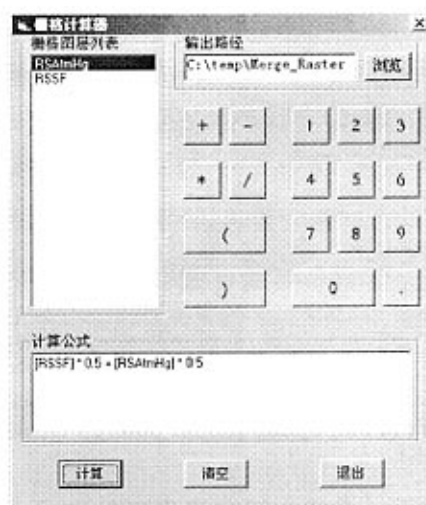 栅格计算器
栅格图层列表
RSAtmHg
RSSF
输出路径
C:\temp\Merge_Raster
浏览
+ - 1 2 3
* / 4 5 6
( 7 8 9
) 0 .
计算公式
[RSSF] * 0.5 + [RSAtmHg] * 0.5
计算
清空
退出